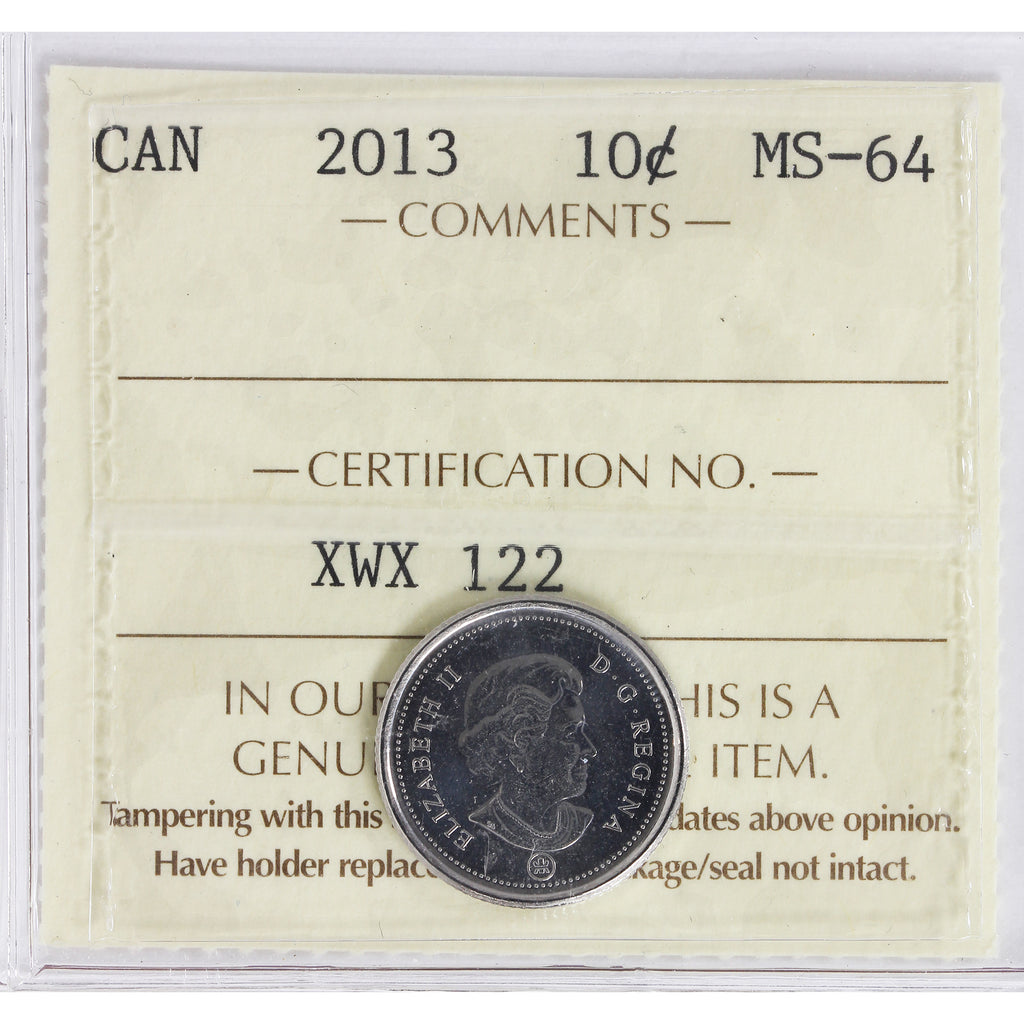 CAN 2013 10¢ MS-64
— COMMENTS —
— CERTIFICATION NO. —
XWX 122
IN OUR HIS IS A
GENU ITEM.
Tampering with this dates above opinion.
Have holder replac kage/seal not intact.
ELIZABETH II D·G·REGINA